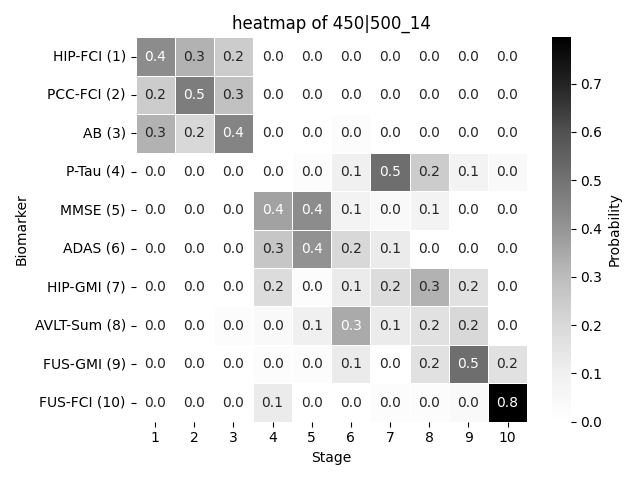 heatmap of 450|500_14
HIP-FCI (1) 0.4 0.3 0.2 0.0 0.0 0.0 0.0 0.0 0.0 0.0
PCC-FCI (2) 0.2 0.5 0.3 0.0 0.0 0.0 0.0 0.0 0.0 0.0
AB (3) 0.3 0.2 0.4 0.0 0.0 0.0 0.0 0.0 0.0 0.0
P-Tau (4) 0.0 0.0 0.0 0.0 0.0 0.1 0.5 0.2 0.1 0.0
MMSE (5) 0.0 0.0 0.0 0.4 0.4 0.1 0.0 0.1 0.0 0.0
ADAS (6) 0.0 0.0 0.0 0.3 0.4 0.2 0.1 0.0 0.0 0.0
HIP-GMI (7) 0.0 0.0 0.0 0.2 0.0 0.1 0.2 0.3 0.2 0.0
AVLT-Sum (8) 0.0 0.0 0.0 0.0 0.1 0.3 0.1 0.2 0.2 0.0
FUS-GMI (9) 0.0 0.0 0.0 0.0 0.0 0.1 0.0 0.2 0.5 0.2
FUS-FCI (10) 0.0 0.0 0.0 0.1 0.0 0.0 0.0 0.0 0.0 0.8
1 2 3 4 5 6 7 8 9 10
Stage
Biomarker
0.7
0.6
0.5
0.4
0.3
0.2
0.1
0.0
Probability